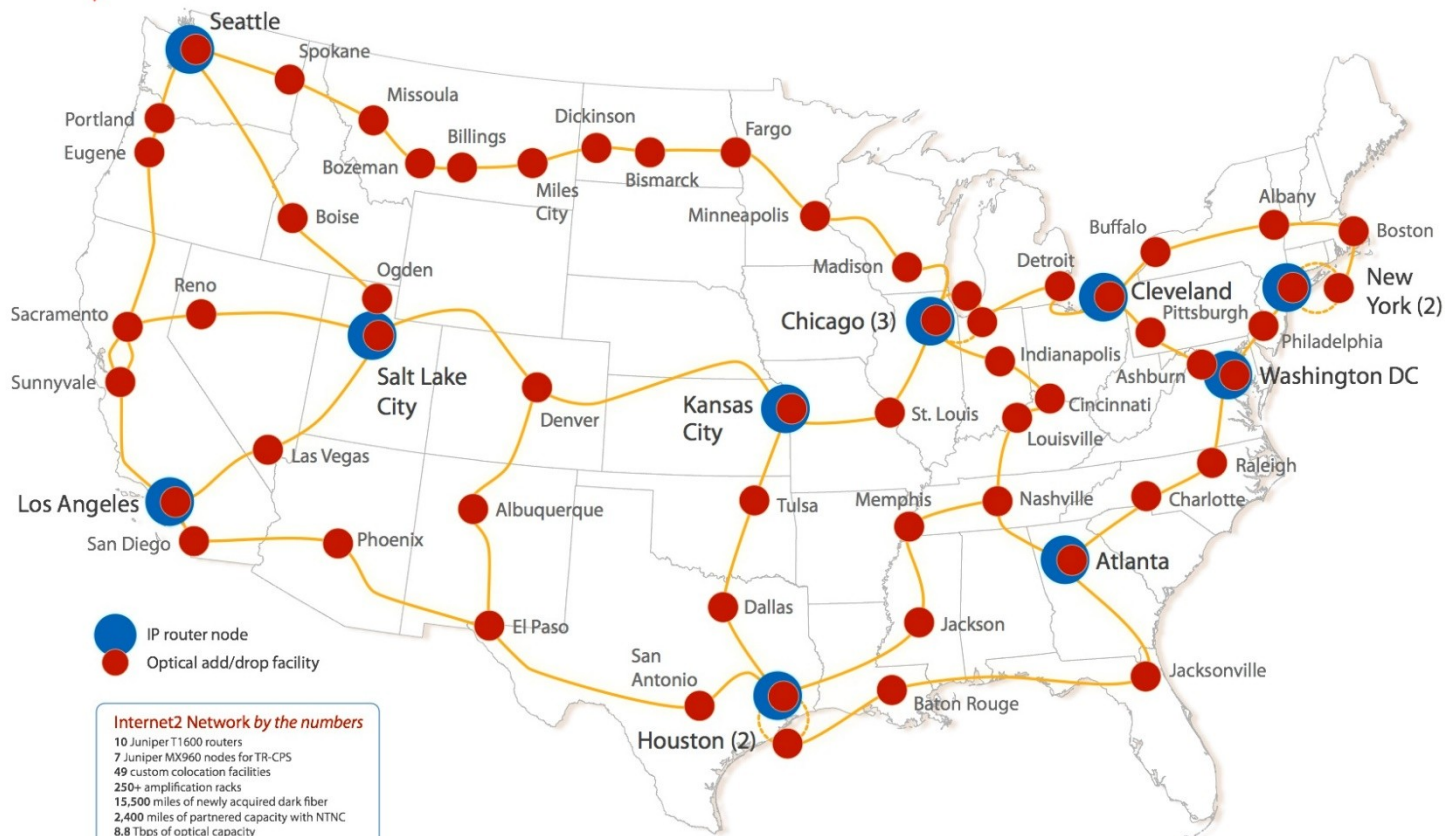 Seattle
Spokane
Missoula
Portland
Eugene
Billings
Dickinson
Fargo
Bozeman
Miles
City
Bismarck
Minneapolis
Boise
Albany
Buffalo
Boston
Madison
Detroit
Ogden
Reno
Cleveland
New
York (2)
Pittsburgh
Sacramento
Chicago (3)
Philadelphia
Indianapolis
Sunnyvale
Salt Lake
City
Ashburn
Washington DC
Denver
Kansas
City
St. Louis
Cincinnati
Louisville
Las Vegas
Raleigh
Los Angeles
Albuquerque
Tulsa
Memphis
Nashville
Charlotte
San Diego
Phoenix
Atlanta
Dallas
El Paso
Jackson
IP router node
Optical add/drop facility
San
Antonio
Jacksonville
Baton Rouge
Houston (2)
Internet2 Network by the numbers
10 Juniper T1600 routers
7 Juniper MX960 nodes for TR-CPS
49 custom colocation facilities
250+ amplification racks
15,500 miles of newly acquired dark fiber
2,400 miles of partnered capacity with NTNC
8.8 Tbps of optical capacity